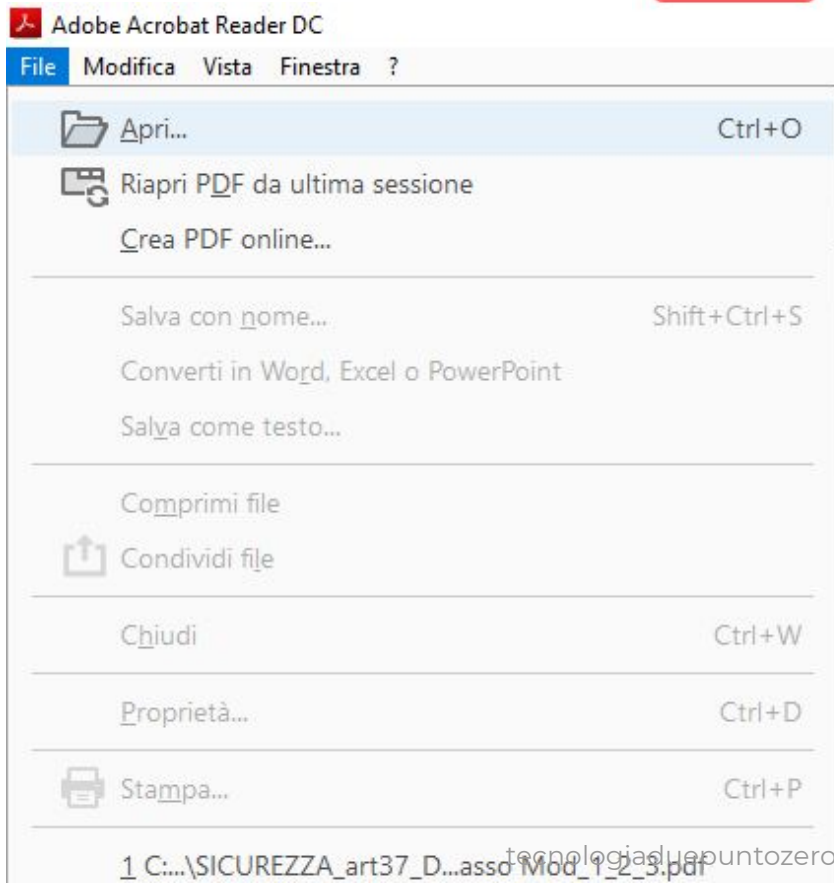 Adobe Acrobat Reader DC
File Modifica Vista Finestra ?
Apri... Ctrl+O
Riapri PDF da ultima sessione
Crea PDF online...
Salva con nome... Shift+Ctrl+S
Converti in Word, Excel o PowerPoint
Salva come testo...
Comprimi file
Condividi file
Chiudi Ctrl+W
Proprietà... Ctrl+D
Stampa... Ctrl+P
1 C:...\SICUREZZA_art37_D...asso Mod_1_2_3.pdf
tecnologiaduepuntozero